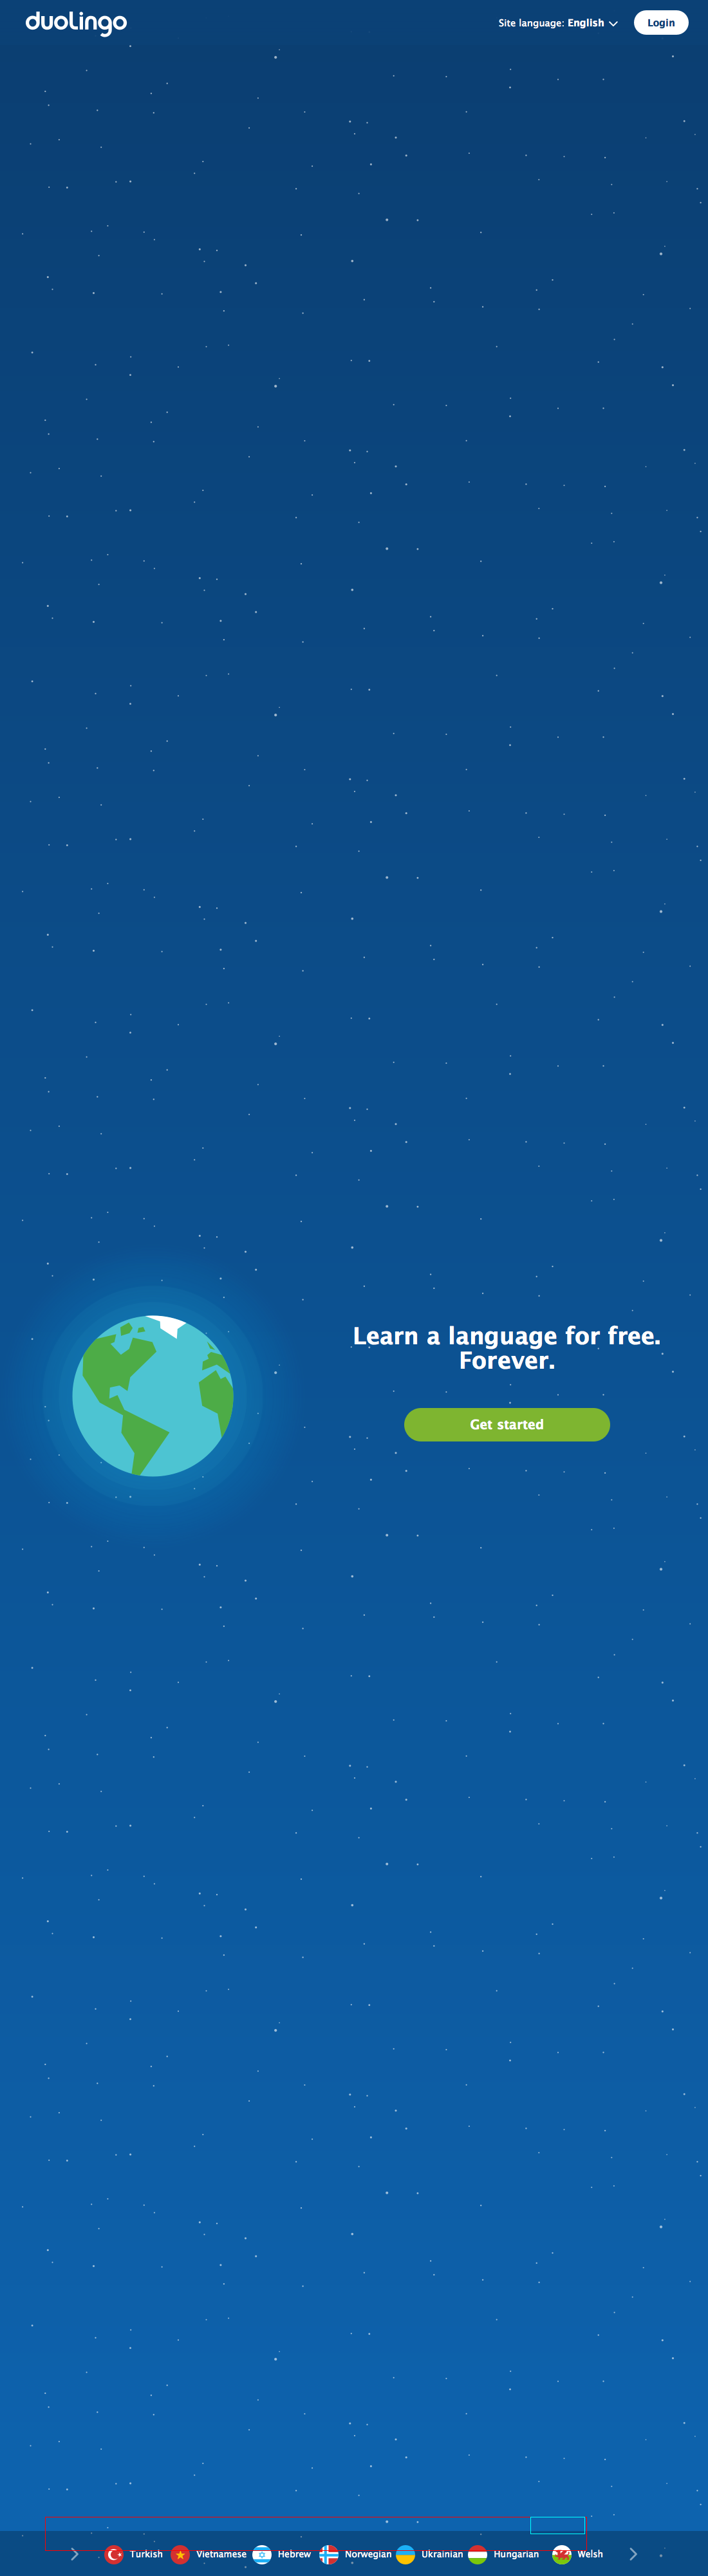 duolingo
Site language: English
Login
Learn a language for free.
Forever.
Get started
Turkish
Vietnamese
Hebrew
Norwegian
Ukrainian
Hungarian
Welsh